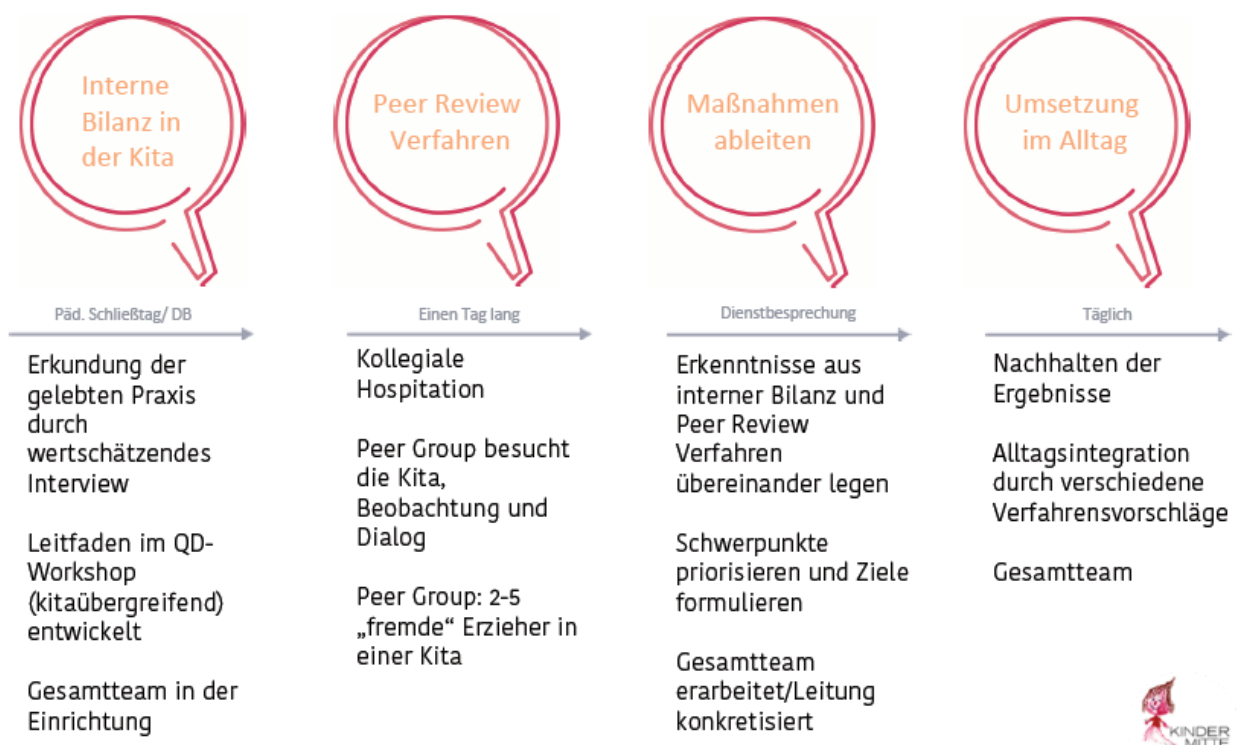 Interne
Bilanz in
der Kita
Päd. Schließtag/ DB
Erkundung der
gelebten Praxis
durch
wertschätzendes
Interview
Leitfaden im QD-
Workshop
(kitaübergreifend)
entwickelt
Gesamtteam in der
Einrichtung
Peer Review
Verfahren
Einen Tag lang
Kollegiale
Hospitation
Peer Group besucht
die Kita,
Beobachtung und
Dialog
Peer Group: 2-5
„fremde“ Erzieher in
einer Kita
Maßnahmen
ableiten
Dienstbesprechung
Erkenntnisse aus
interner Bilanz und
Peer Review
Verfahren
übereinander legen
Schwerpunkte
priorisieren und Ziele
formulieren
Gesamtteam
erarbeitet/Leitung
konkretisiert
Umsetzung
im Alltag
Täglich
Nachhalten der
Ergebnisse
Alltagsintegration
durch verschiedene
Verfahrensvorschläge
Gesamtteam
KINDER
MITTE